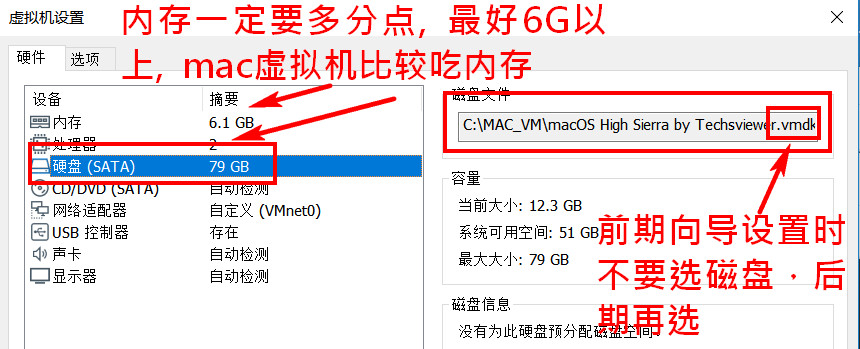 虚拟机设置
内存一定要多分点, 最好6G以
上, mac虚拟机比较吃内存
硬件
选项
设备 摘要
内存 6.1 GB
处理器 2
硬盘 (SATA) 79 GB
CD/DVD (SATA) 自动检测
网络适配器 自定义 (VMnet0)
USB 控制器 存在
声卡 自动检测
显示器 自动检测
磁盘文件
C:\MAC_VM\macOS High Sierra by Techsviewer.vmdk
容量
当前大小: 12.3 GB
系统可用空间: 51 GB
最大大小: 79 GB
前期向导设置时
不要选磁盘，后
期再选
磁盘信息
没有为此硬盘预分配磁盘空间。